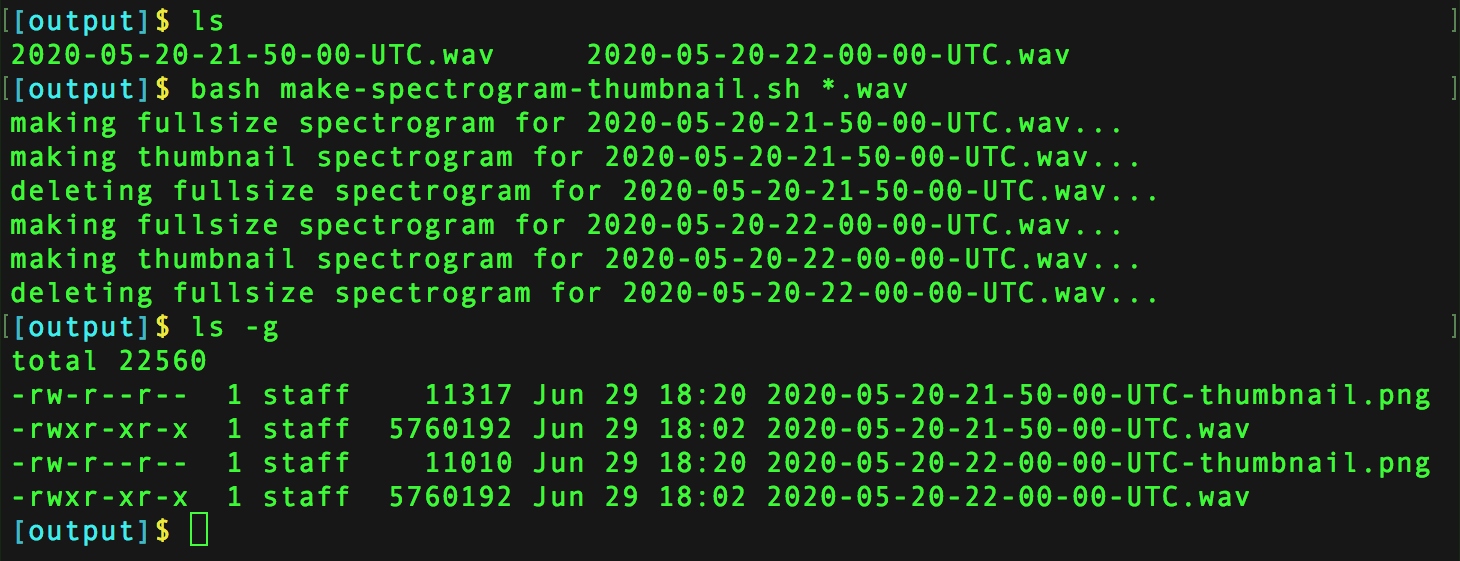 [[output]$ ls ]
2020-05-20-21-50-00-UTC.wav     2020-05-20-22-00-00-UTC.wav
[[output]$ bash make-spectrogram-thumbnail.sh *.wav ]
making fullsize spectrogram for 2020-05-20-21-50-00-UTC.wav...
making thumbnail spectrogram for 2020-05-20-21-50-00-UTC.wav...
deleting fullsize spectrogram for 2020-05-20-21-50-00-UTC.wav...
making fullsize spectrogram for 2020-05-20-22-00-00-UTC.wav...
making thumbnail spectrogram for 2020-05-20-22-00-00-UTC.wav...
deleting fullsize spectrogram for 2020-05-20-22-00-00-UTC.wav...
[[output]$ ls -g ]
total 22560
-rw-r--r--  1 staff    11317 Jun 29 18:20 2020-05-20-21-50-00-UTC-thumbnail.png
-rwxr-xr-x  1 staff  5760192 Jun 29 18:02 2020-05-20-21-50-00-UTC.wav
-rw-r--r--  1 staff    11010 Jun 29 18:20 2020-05-20-22-00-00-UTC-thumbnail.png
-rwxr-xr-x  1 staff  5760192 Jun 29 18:02 2020-05-20-22-00-00-UTC.wav
[output]$